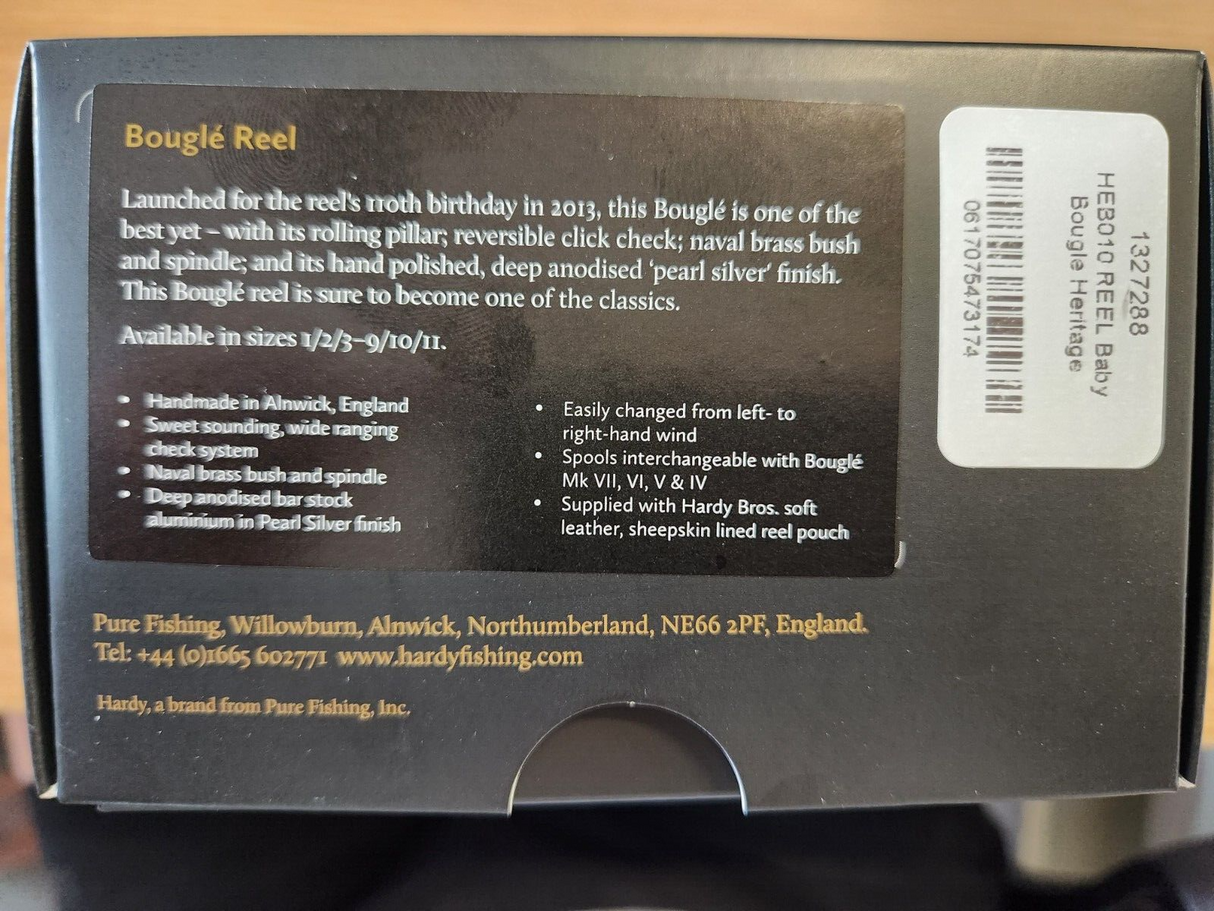 Bouglé Reel
Launched for the reel's 110th birthday in 2013, this Bouglé is one of the
best yet – with its rolling pillar; reversible click check; naval brass bush
and spindle; and its hand polished, deep anodised ‘pearl silver’ finish.
This Bouglé reel is sure to become one of the classics.
Available in sizes 1/2/3–9/10/11.
• Handmade in Alnwick, England
• Sweet sounding, wide ranging
check system
• Naval brass bush and spindle
• Deep anodised bar stock
aluminium in Pearl Silver finish
• Easily changed from left- to
right-hand wind
• Spools interchangeable with Bouglé
Mk VII, VI, V & IV
• Supplied with Hardy Bros. soft
leather, sheepskin lined reel pouch
1327288
HEB010 REEL Baby
Bougle Heritage
0617075473174
Pure Fishing, Willowburn, Alnwick, Northumberland, NE66 2PF, England.
Tel: +44 (0)1665 602771 www.hardyfishing.com
Hardy, a brand from Pure Fishing, Inc.